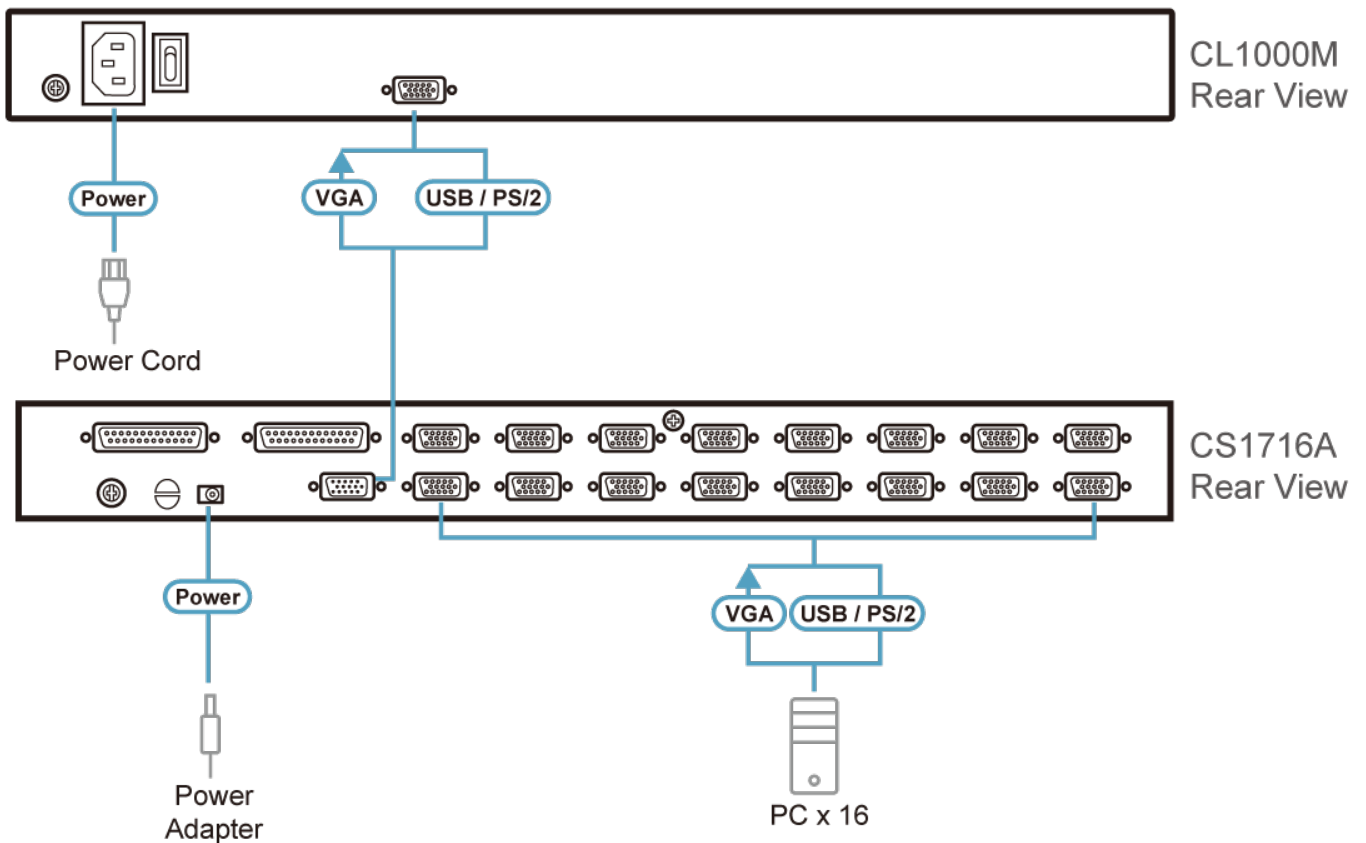 CL1000M
Rear View
Power
VGA
USB / PS/2
Power Cord
CS1716A
Rear View
Power
VGA
USB / PS/2
Power
Adapter
PC x 16